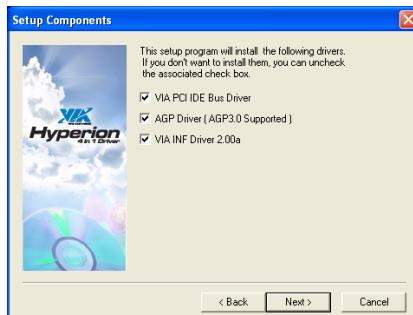 Setup Components
This setup program will install the following drivers.
If you don't want to install them, you can uncheck
the associated check box.
VIA PCI IDE Bus Driver
AGP Driver ( AGP3.0 Supported )
VIA INF Driver 2.00a
VIA
Hyperion
4 in 1 Driver
< Back
Next >
Cancel